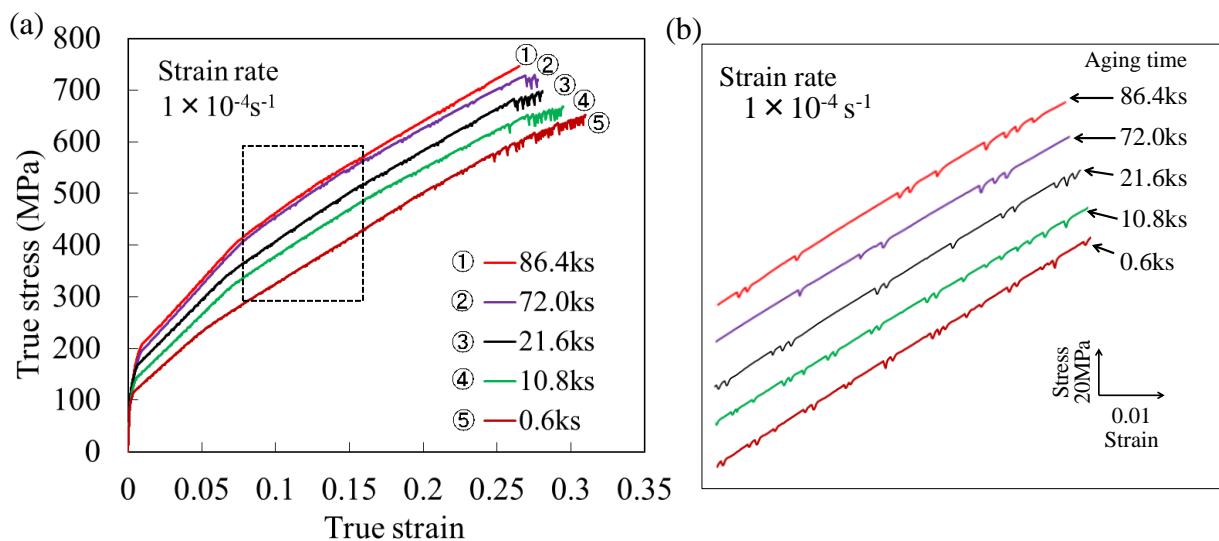 (a)
800
700
600
500
400
300
200
100
0
True stress (MPa)
Strain rate
1 × 10⁻⁴s⁻¹
①
②
③
④
⑤
① 86.4ks
② 72.0ks
③ 21.6ks
④ 10.8ks
⑤ 0.6ks
0 0.05 0.1 0.15 0.2 0.25 0.3 0.35
True strain
(b)
Strain rate
1 × 10⁻⁴ s⁻¹
Aging time
86.4ks
72.0ks
21.6ks
10.8ks
0.6ks
Stress
20MPa
0.01
Strain